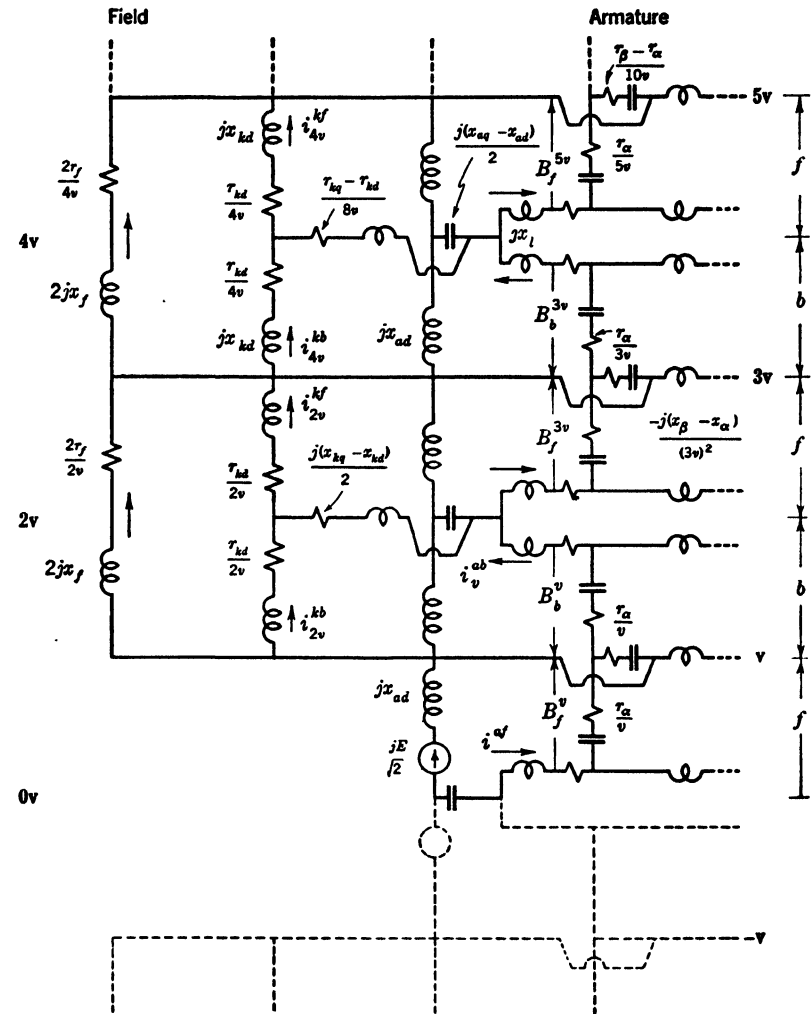 Field
Armature
(r_β − r_α)/10v
5v
jx_kd
i_4v^kf
j(x_aq − x_ad)/2
B_f^5v
r_α/5v
f
2r_f/4v
r_kd/4v
(r_kq − r_kd)/8v
4v
jx_l
r_kd/4v
2jx_f
jx_kd
i_4v^kb
jx_ad
B_b^3v
r_α/3v
b
3v
i_2v^kf
B_f^3v
−j(x_β − x_α)/(3v)²
f
2r_f/2v
r_kd/2v
j(x_kq − x_kd)/2
2v
2jx_f
r_kd/2v
i_v^ab
B_b^v
r_α/v
b
i_2v^kb
v
jx_ad
B_f^v
r_α/v
f
jE/√2
i^af
0v
v